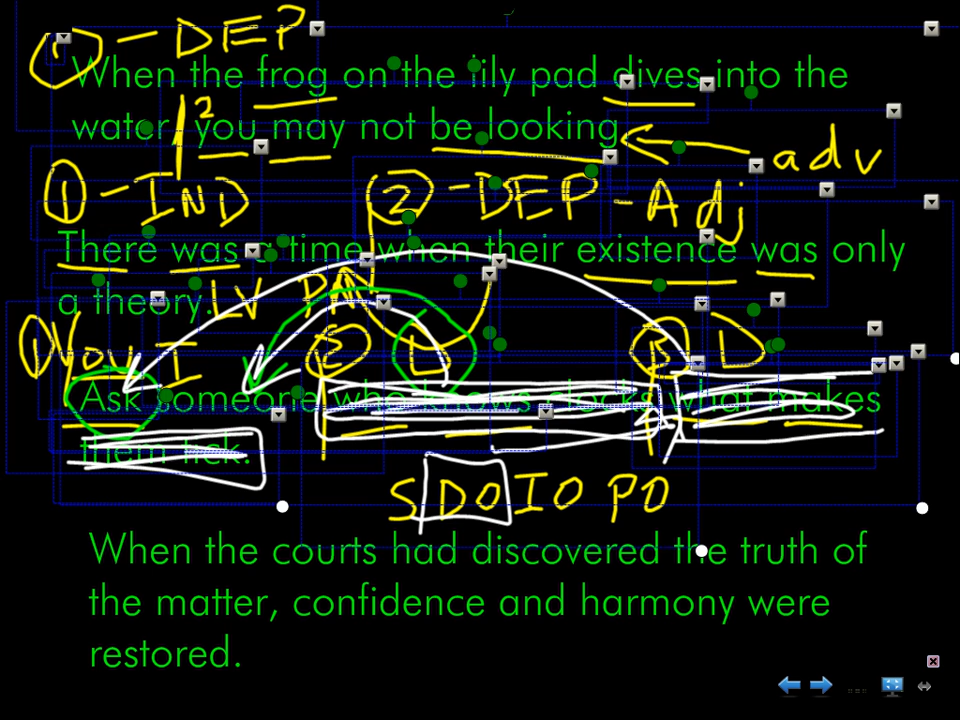 1 - DEP
When the frog on the lily pad dives into the
water, you may not be looking.
2
adv
1 - IND 2 - DEP - Adj
There was a time when their existence was only
a theory. LV PN
1 You I 2 D 3 D
Ask someone who knows clocks what makes
them tick.
S DO IO PO
When the courts had discovered the truth of
the matter, confidence and harmony were
restored.